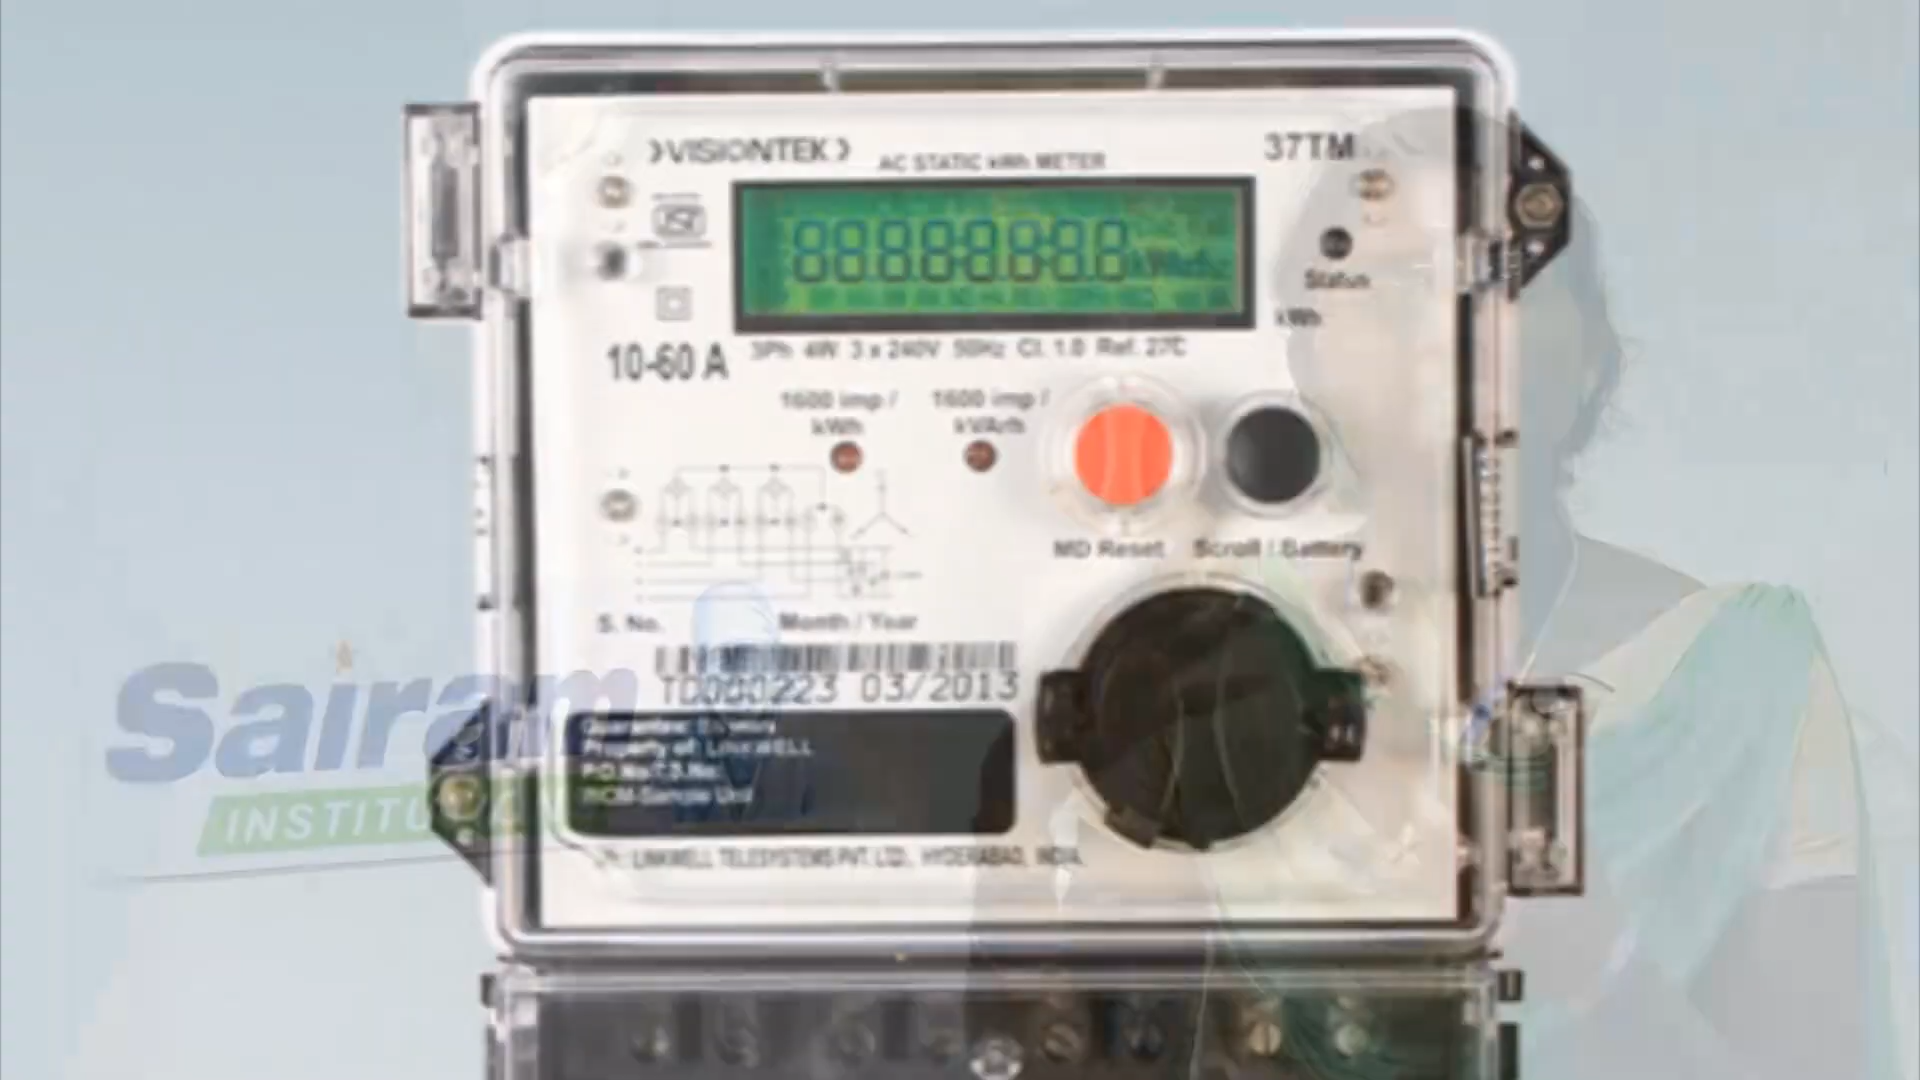 VISIONTEK
37TM
AC STATIC kWh METER
88888888
Status
kWh
10-60 A
3Ph 4W 3 x 240V 50Hz Cl. 1.0 Ref. 27C
1600 imp / kWh
1600 imp / kVArh
MD Reset
Scroll / Battery
S. No.
Month / Year
TD000223 03/2013
Property of: LINKWELL
P.O.No/T.S.No:
Sample Unit
LINKWELL TELESYSTEMS PVT. LTD., HYDERABAD, INDIA.
Sairam